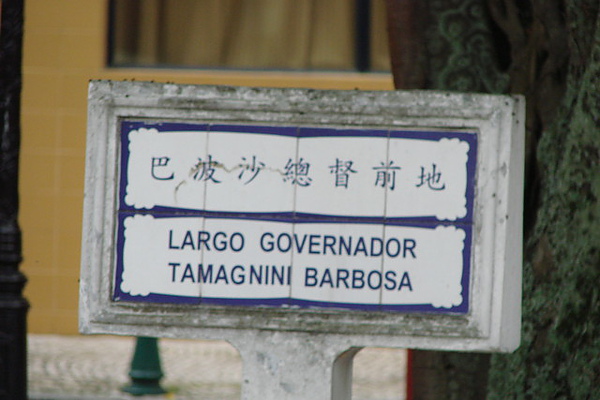 巴波沙總督前地
LARGO GOVERNADOR
TAMAGNINI BARBOSA